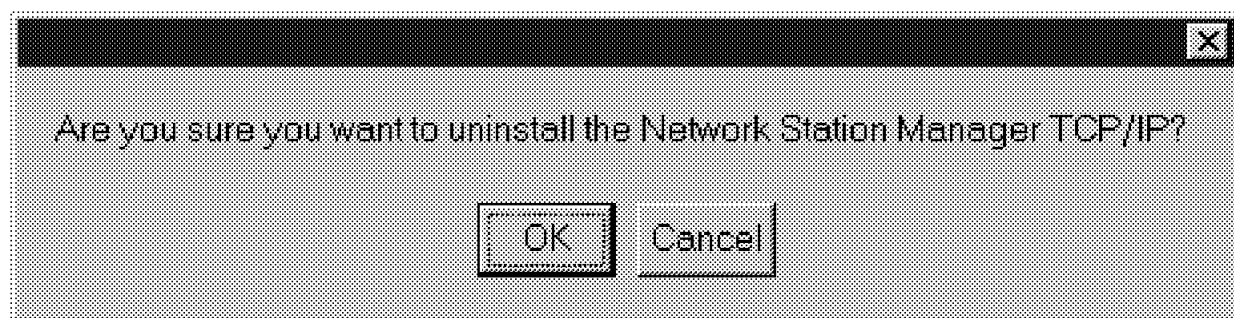 Are you sure you want to uninstall the Network Station Manager TCP/IP?
OK Cancel